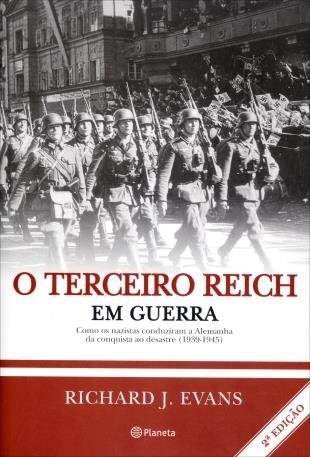 O TERCEIRO REICH
EM GUERRA
Como os nazistas conduziram a Alemanha
da conquista ao desastre (1939-1945)
RICHARD J. EVANS
Planeta
2ª EDIÇÃO